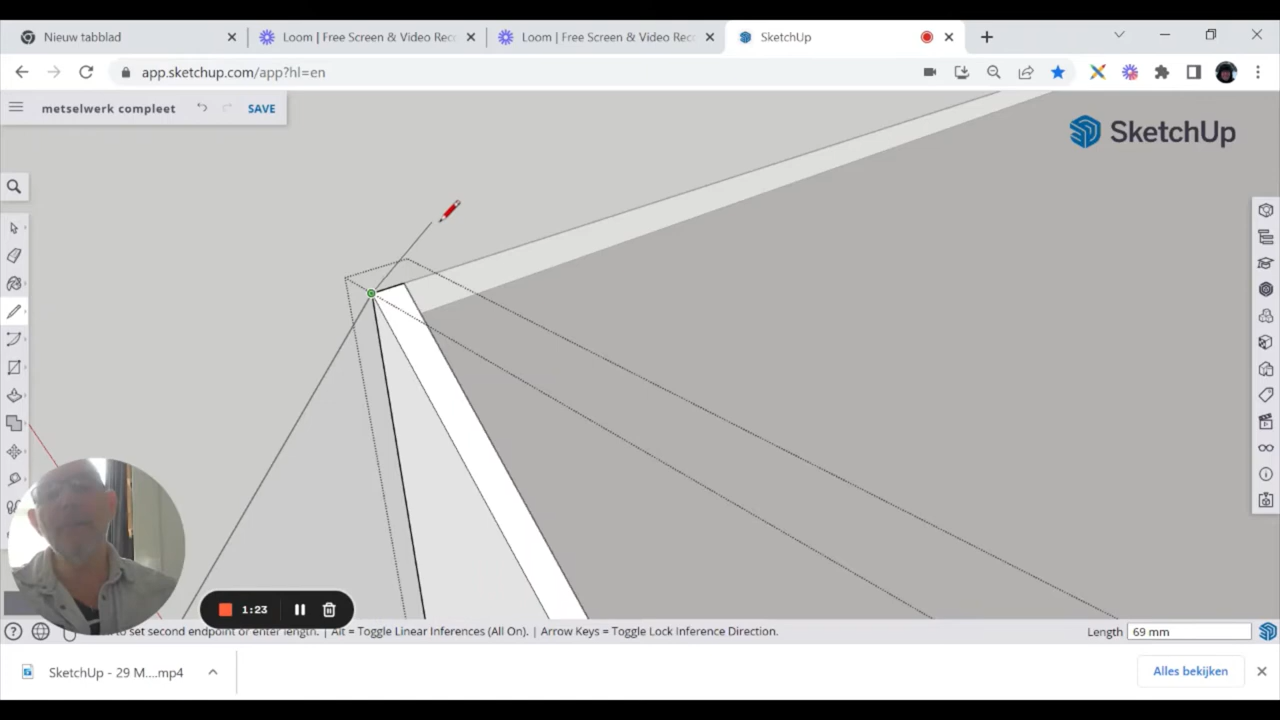 Nieuw tabblad
Loom | Free Screen & Video Rec
Loom | Free Screen & Video Rec
SketchUp
app.sketchup.com/app?hl=en
metselwerk compleet
SAVE
SketchUp
1:23
to set second endpoint or enter length. | Alt = Toggle Linear Inferences (All On). | Arrow Keys = Toggle Lock Inference Direction.
Length 69 mm
SketchUp - 29 M....mp4
Alles bekijken